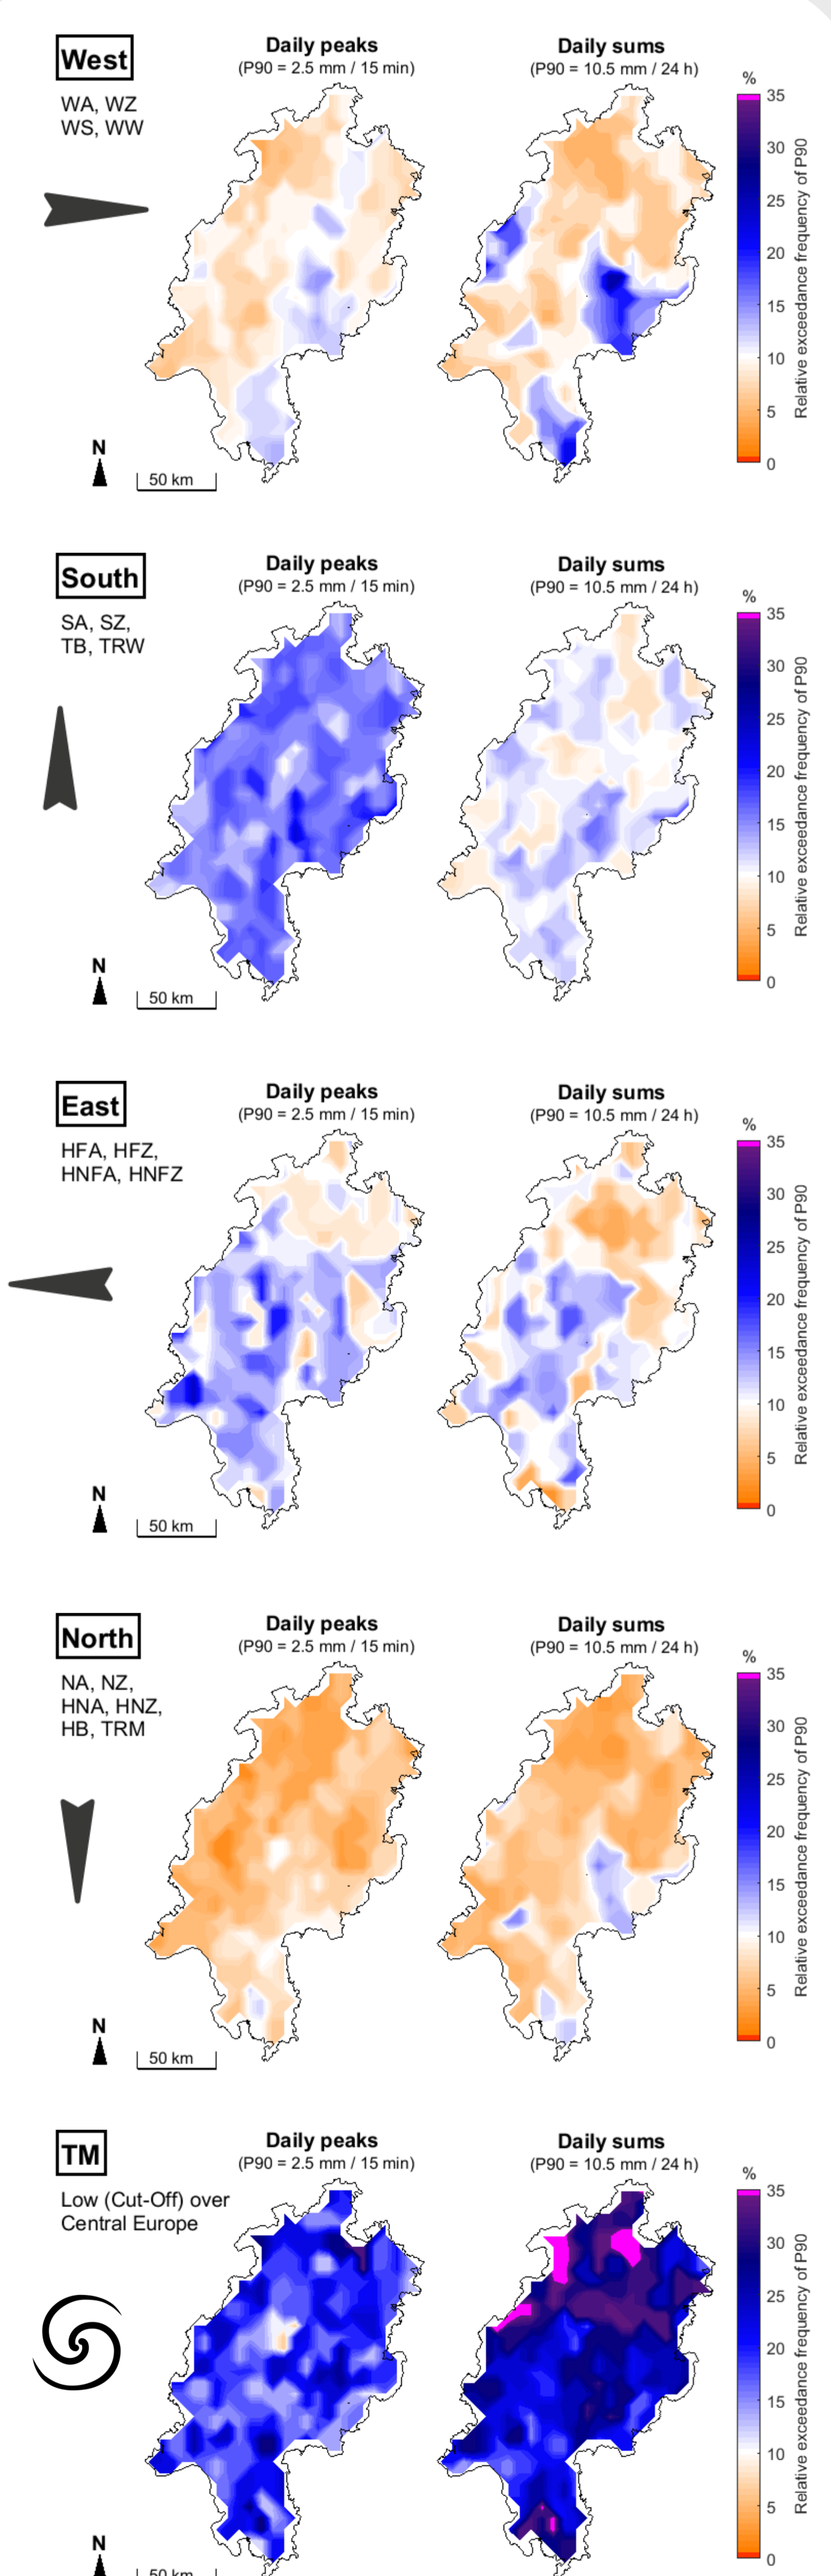 West
WA, WZ
WS, WW
Daily peaks
(P90 = 2.5 mm / 15 min)
Daily sums
(P90 = 10.5 mm / 24 h)
%
35
30
25
20
15
10
5
0
Relative exceedance frequency of P90
N
50 km
South
SA, SZ,
TB, TRW
Daily peaks
(P90 = 2.5 mm / 15 min)
Daily sums
(P90 = 10.5 mm / 24 h)
%
35
30
25
20
15
10
5
0
Relative exceedance frequency of P90
N
50 km
East
HFA, HFZ,
HNFA, HNFZ
Daily peaks
(P90 = 2.5 mm / 15 min)
Daily sums
(P90 = 10.5 mm / 24 h)
%
35
30
25
20
15
10
5
0
Relative exceedance frequency of P90
N
50 km
North
NA, NZ,
HNA, HNZ,
HB, TRM
Daily peaks
(P90 = 2.5 mm / 15 min)
Daily sums
(P90 = 10.5 mm / 24 h)
%
35
30
25
20
15
10
5
0
Relative exceedance frequency of P90
N
50 km
TM
Low (Cut-Off) over
Central Europe
Daily peaks
(P90 = 2.5 mm / 15 min)
Daily sums
(P90 = 10.5 mm / 24 h)
%
35
30
25
20
15
10
5
0
Relative exceedance frequency of P90
N
50 km